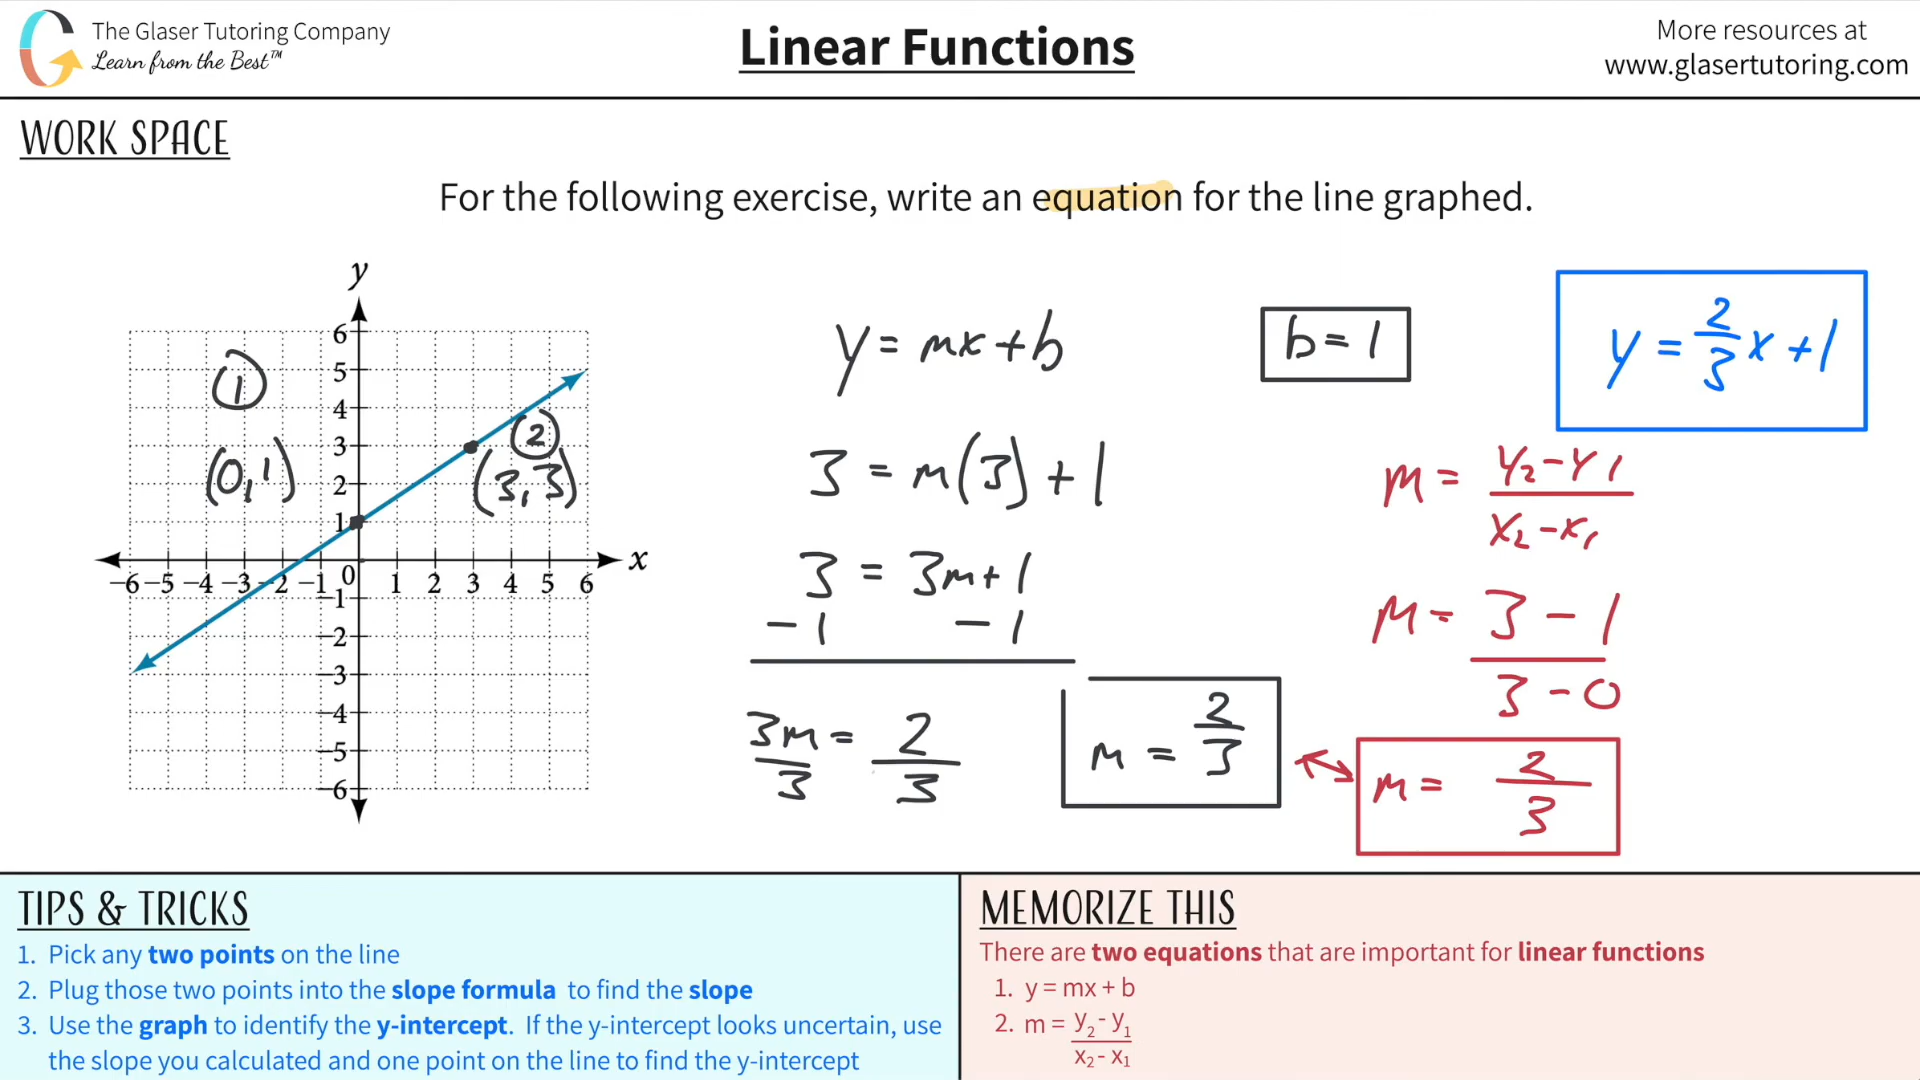 The Glaser Tutoring Company
Learn from the Best™
Linear Functions
More resources at
www.glasertutoring.com
WORK SPACE
For the following exercise, write an equation for the line graphed.
y
6
5
4
3
2
1
x
-6 -5 -4 -3 -2 -1 0 1 2 3 4 5 6
-1
-2
-3
-4
-5
-6
①
(0,1)
②
(3,3)
y = mx + b
3 = m(3) + 1
3 = 3m + 1
-1 -1
3m/3 = 2/3
m = 2/3
b = 1
y = 2/3 x + 1
m = y₂ - y1 / x₂ - x₁
m = 3 - 1 / 3 - 0
m = 2/3
TIPS & TRICKS
1. Pick any two points on the line
2. Plug those two points into the slope formula to find the slope
3. Use the graph to identify the y-intercept. If the y-intercept looks uncertain, use
the slope you calculated and one point on the line to find the y-intercept
MEMORIZE THIS
There are two equations that are important for linear functions
1. y = mx + b
2. m = y₂ - y₁ / x₂ - x₁